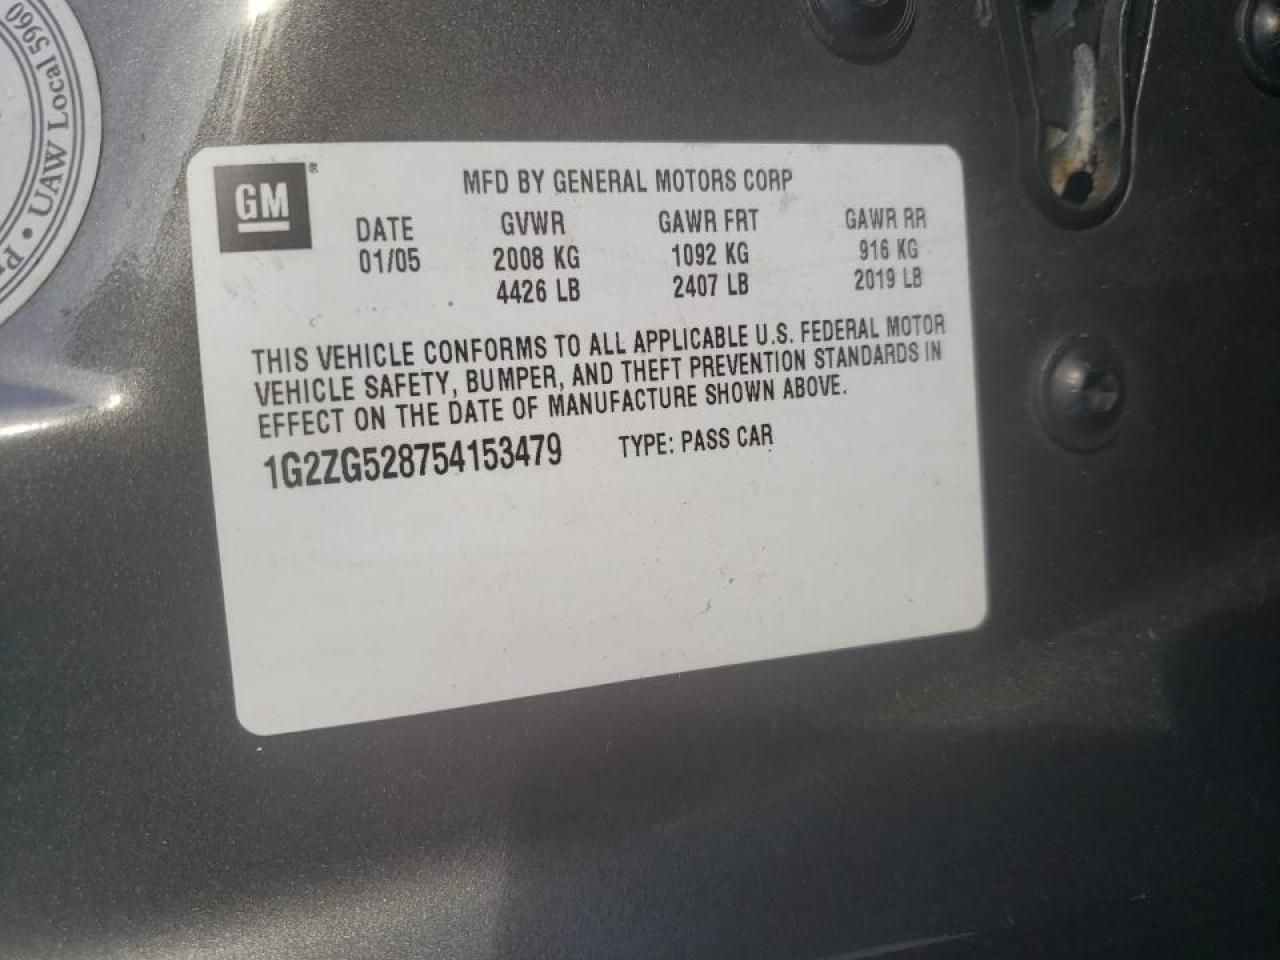 UAW Local 5960
GM ®
MFD BY GENERAL MOTORS CORP
DATE GVWR GAWR FRT GAWR RR
01/05 2008 KG 1092 KG 916 KG
4426 LB 2407 LB 2019 LB
THIS VEHICLE CONFORMS TO ALL APPLICABLE U.S. FEDERAL MOTOR
VEHICLE SAFETY, BUMPER, AND THEFT PREVENTION STANDARDS IN
EFFECT ON THE DATE OF MANUFACTURE SHOWN ABOVE.
1G2ZG528754153479 TYPE: PASS CAR